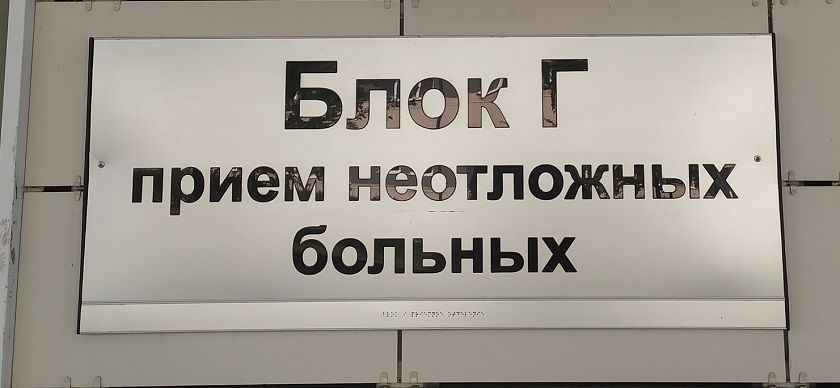 Блок Г
прием неотложных
больных